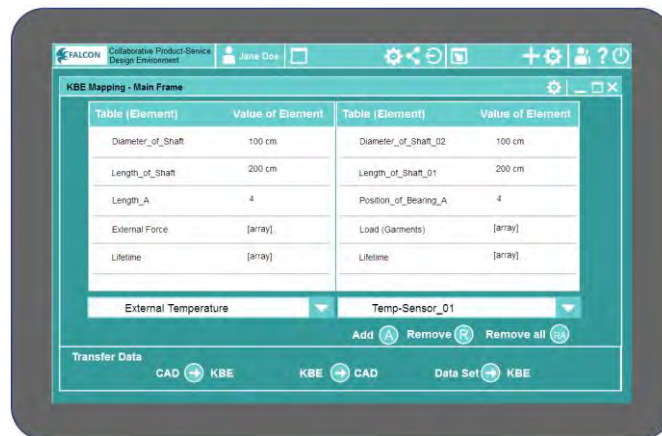 FALCON Collaborative Product-Service
Design Environment
Jane Doe
KBE Mapping - Main Frame
Table (Element) Value of Element Table (Element) Value of Element
Diameter_of_Shaft 100 cm Diameter_of_Shaft_02 100 cm
Length_of_Shaft 200 cm Length_of_Shaft_01 200 cm
Length_A 4 Position_of_Bearing_A 4
External Force [array] Load (Garments) [array]
Lifetime [array] Lifetime [array]
External Temperature Temp-Sensor_01
Add A Remove R Remove all RA
Transfer Data
CAD KBE KBE CAD Data Set KBE